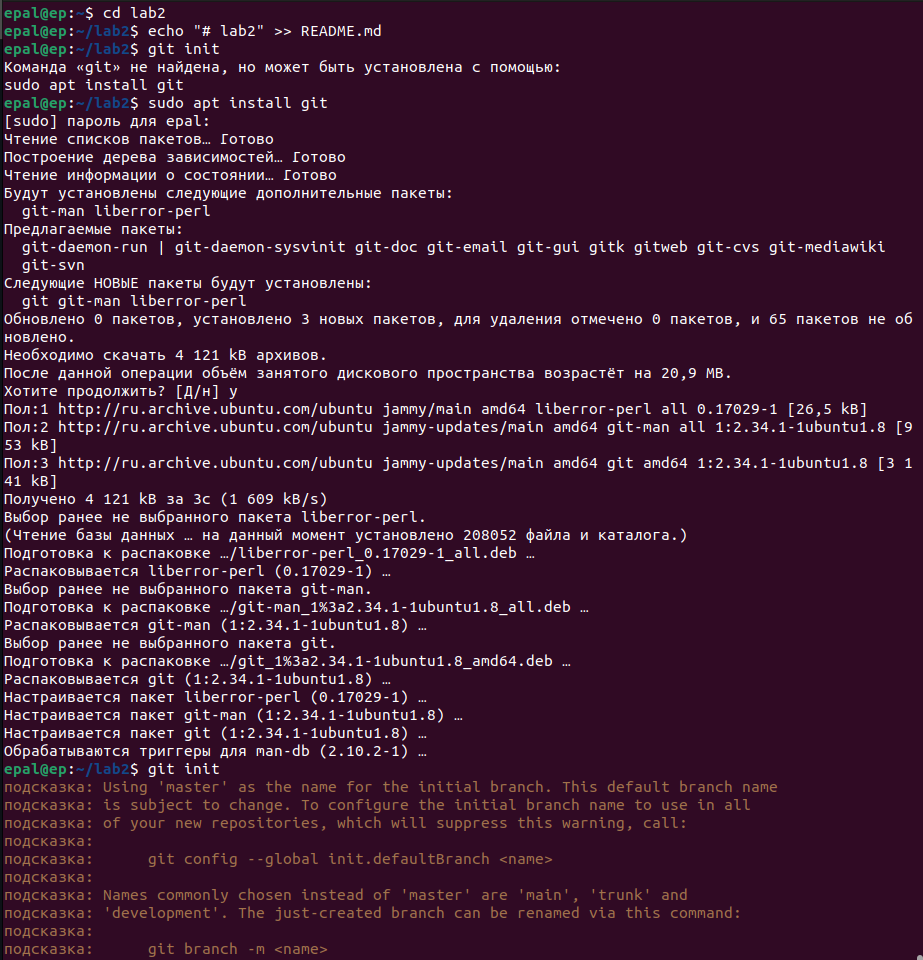 epal@ep:~$ cd lab2
epal@ep:~/lab2$ echo "# lab2" >> README.md
epal@ep:~/lab2$ git init
Команда «git» не найдена, но может быть установлена с помощью:
sudo apt install git
epal@ep:~/lab2$ sudo apt install git
[sudo] пароль для epal:
Чтение списков пакетов… Готово
Построение дерева зависимостей… Готово
Чтение информации о состоянии… Готово
Будут установлены следующие дополнительные пакеты:
  git-man liberror-perl
Предлагаемые пакеты:
  git-daemon-run | git-daemon-sysvinit git-doc git-email git-gui gitk gitweb git-cvs git-mediawiki
  git-svn
Следующие НОВЫЕ пакеты будут установлены:
  git git-man liberror-perl
Обновлено 0 пакетов, установлено 3 новых пакетов, для удаления отмечено 0 пакетов, и 65 пакетов не об
новлено.
Необходимо скачать 4 121 kB архивов.
После данной операции объём занятого дискового пространства возрастёт на 20,9 MB.
Хотите продолжить? [Д/н] y
Пол:1 http://ru.archive.ubuntu.com/ubuntu jammy/main amd64 liberror-perl all 0.17029-1 [26,5 kB]
Пол:2 http://ru.archive.ubuntu.com/ubuntu jammy-updates/main amd64 git-man all 1:2.34.1-1ubuntu1.8 [9
53 kB]
Пол:3 http://ru.archive.ubuntu.com/ubuntu jammy-updates/main amd64 git amd64 1:2.34.1-1ubuntu1.8 [3 1
41 kB]
Получено 4 121 kB за 3с (1 609 kB/s)
Выбор ранее не выбранного пакета liberror-perl.
(Чтение базы данных … на данный момент установлено 208052 файла и каталога.)
Подготовка к распаковке …/liberror-perl_0.17029-1_all.deb …
Распаковывается liberror-perl (0.17029-1) …
Выбор ранее не выбранного пакета git-man.
Подготовка к распаковке …/git-man_1%3a2.34.1-1ubuntu1.8_all.deb …
Распаковывается git-man (1:2.34.1-1ubuntu1.8) …
Выбор ранее не выбранного пакета git.
Подготовка к распаковке …/git_1%3a2.34.1-1ubuntu1.8_amd64.deb …
Распаковывается git (1:2.34.1-1ubuntu1.8) …
Настраивается пакет liberror-perl (0.17029-1) …
Настраивается пакет git-man (1:2.34.1-1ubuntu1.8) …
Настраивается пакет git (1:2.34.1-1ubuntu1.8) …
Обрабатываются триггеры для man-db (2.10.2-1) …
epal@ep:~/lab2$ git init
подсказка: Using 'master' as the name for the initial branch. This default branch name
подсказка: is subject to change. To configure the initial branch name to use in all
подсказка: of your new repositories, which will suppress this warning, call:
подсказка:
подсказка:      git config --global init.defaultBranch <name>
подсказка:
подсказка: Names commonly chosen instead of 'master' are 'main', 'trunk' and
подсказка: 'development'. The just-created branch can be renamed via this command:
подсказка:
подсказка:      git branch -m <name>